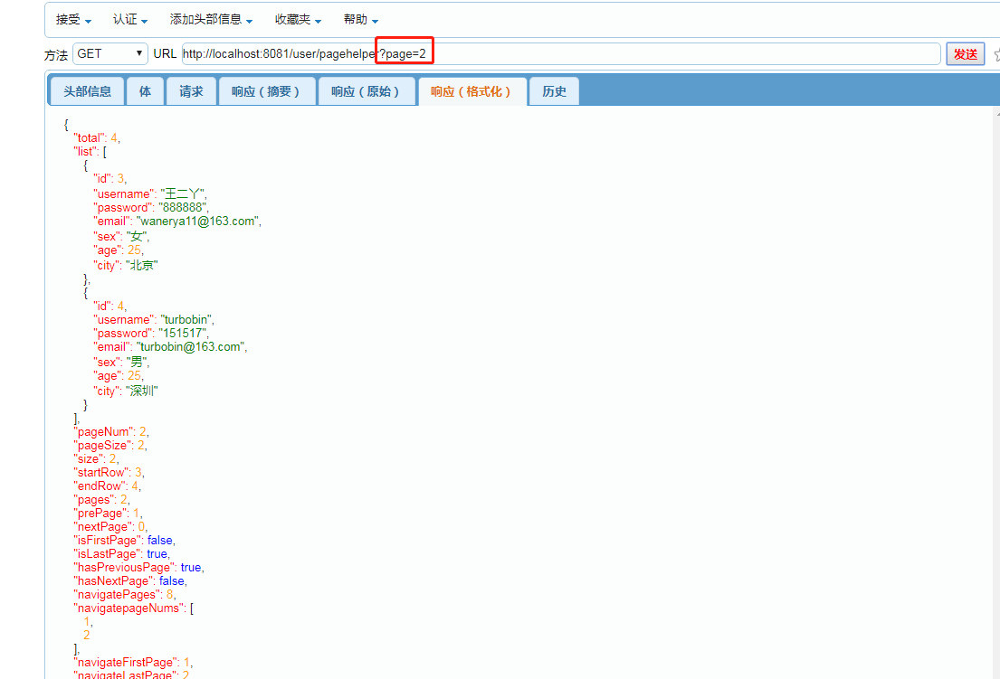 接受 认证 添加头部信息 收藏夹 帮助
方法 GET URL http://localhost:8081/user/pagehelper?page=2 发送
头部信息 体 请求 响应（摘要） 响应（原始） 响应（格式化） 历史
{
"total": 4,
"list": [
{
"id": 3,
"username": "王二丫",
"password": "888888",
"email": "wanerya11@163.com",
"sex": "女",
"age": 25,
"city": "北京"
},
{
"id": 4,
"username": "turbobin",
"password": "151517",
"email": "turbobin@163.com",
"sex": "男",
"age": 25,
"city": "深圳"
}
],
"pageNum": 2,
"pageSize": 2,
"size": 2,
"startRow": 3,
"endRow": 4,
"pages": 2,
"prePage": 1,
"nextPage": 0,
"isFirstPage": false,
"isLastPage": true,
"hasPreviousPage": true,
"hasNextPage": false,
"navigatePages": 8,
"navigatepageNums": [
1,
2
],
"navigateFirstPage": 1,
"navigateLastPage": 2